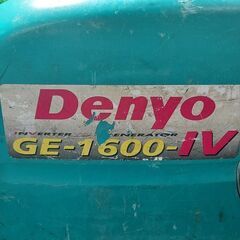 Denyo
INVERTER GENERATOR
GE-1600-iV